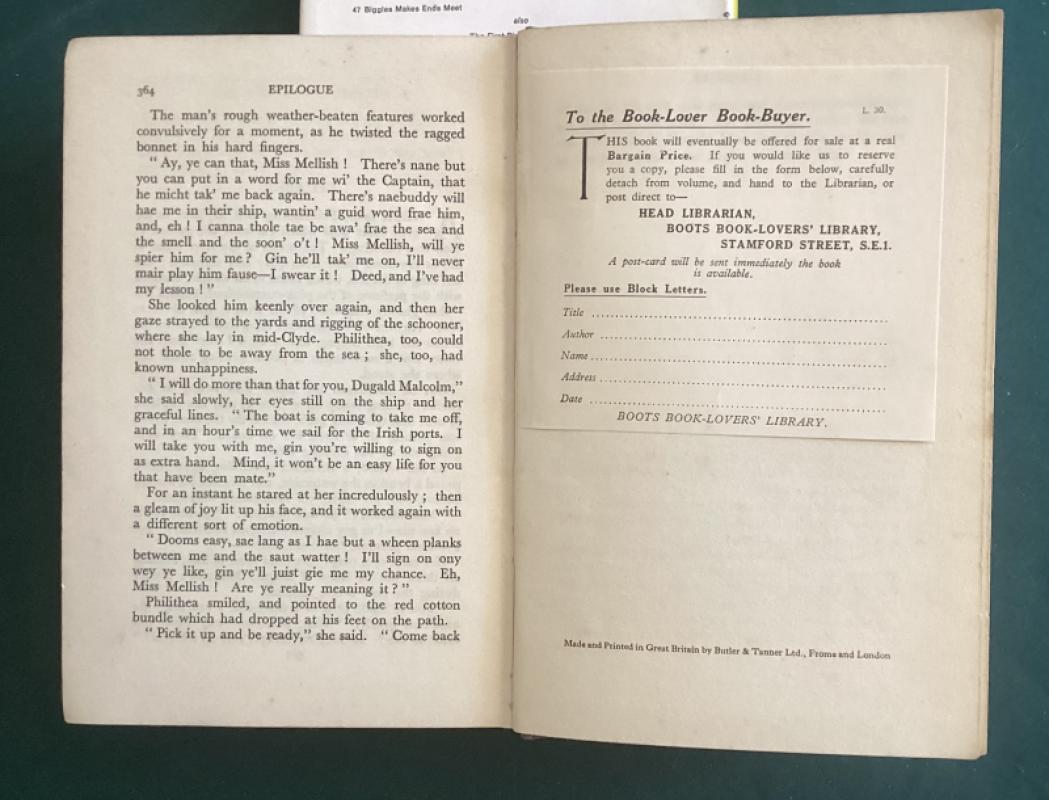 47 Biggles Makes Ends Meet
also
364
EPILOGUE
The man's rough weather-beaten features worked
convulsively for a moment, as he twisted the ragged
bonnet in his hard fingers.
" Ay, ye can that, Miss Mellish ! There's nane but
you can put in a word for me wi' the Captain, that
he micht tak' me back again. There's naebuddy will
hae me in their ship, wantin' a guid word frae him,
and, eh ! I canna thole tae be awa' frae the sea and
the smell and the soon' o't ! Miss Mellish, will ye
spier him for me ? Gin he'll tak' me on, I'll never
mair play him fause—I swear it ! Deed, and I've had
my lesson ! "
She looked him keenly over again, and then her
gaze strayed to the yards and rigging of the schooner,
where she lay in mid-Clyde. Philithea, too, could
not thole to be away from the sea ; she, too, had
known unhappiness.
" I will do more than that for you, Dugald Malcolm,"
she said slowly, her eyes still on the ship and her
graceful lines. " The boat is coming to take me off,
and in an hour's time we sail for the Irish ports. I
will take you with me, gin you're willing to sign on
as extra hand. Mind, it won't be an easy life for you
that have been mate."
For an instant he stared at her incredulously ; then
a gleam of joy lit up his face, and it worked again with
a different sort of emotion.
" Dooms easy, sae lang as I hae but a wheen planks
between me and the saut watter ! I'll sign on ony
wey ye like, gin ye'll juist gie me my chance. Eh,
Miss Mellish ! Are ye really meaning it ? "
Philithea smiled, and pointed to the red cotton
bundle which had dropped at his feet on the path.
" Pick it up and be ready," she said. " Come back
L. 30.
To the Book-Lover Book-Buyer.
THIS book will eventually be offered for sale at a real
Bargain Price. If you would like us to reserve
you a copy, please fill in the form below, carefully
detach from volume, and hand to the Librarian, or
post direct to—
HEAD LIBRARIAN,
BOOTS BOOK-LOVERS' LIBRARY,
STAMFORD STREET, S.E.1.
A post-card will be sent immediately the book
is available.
Please use Block Letters.
Title
Author
Name
Address
Date
BOOTS BOOK-LOVERS' LIBRARY.
Made and Printed in Great Britain by Butler & Tanner Ltd., Frome and London